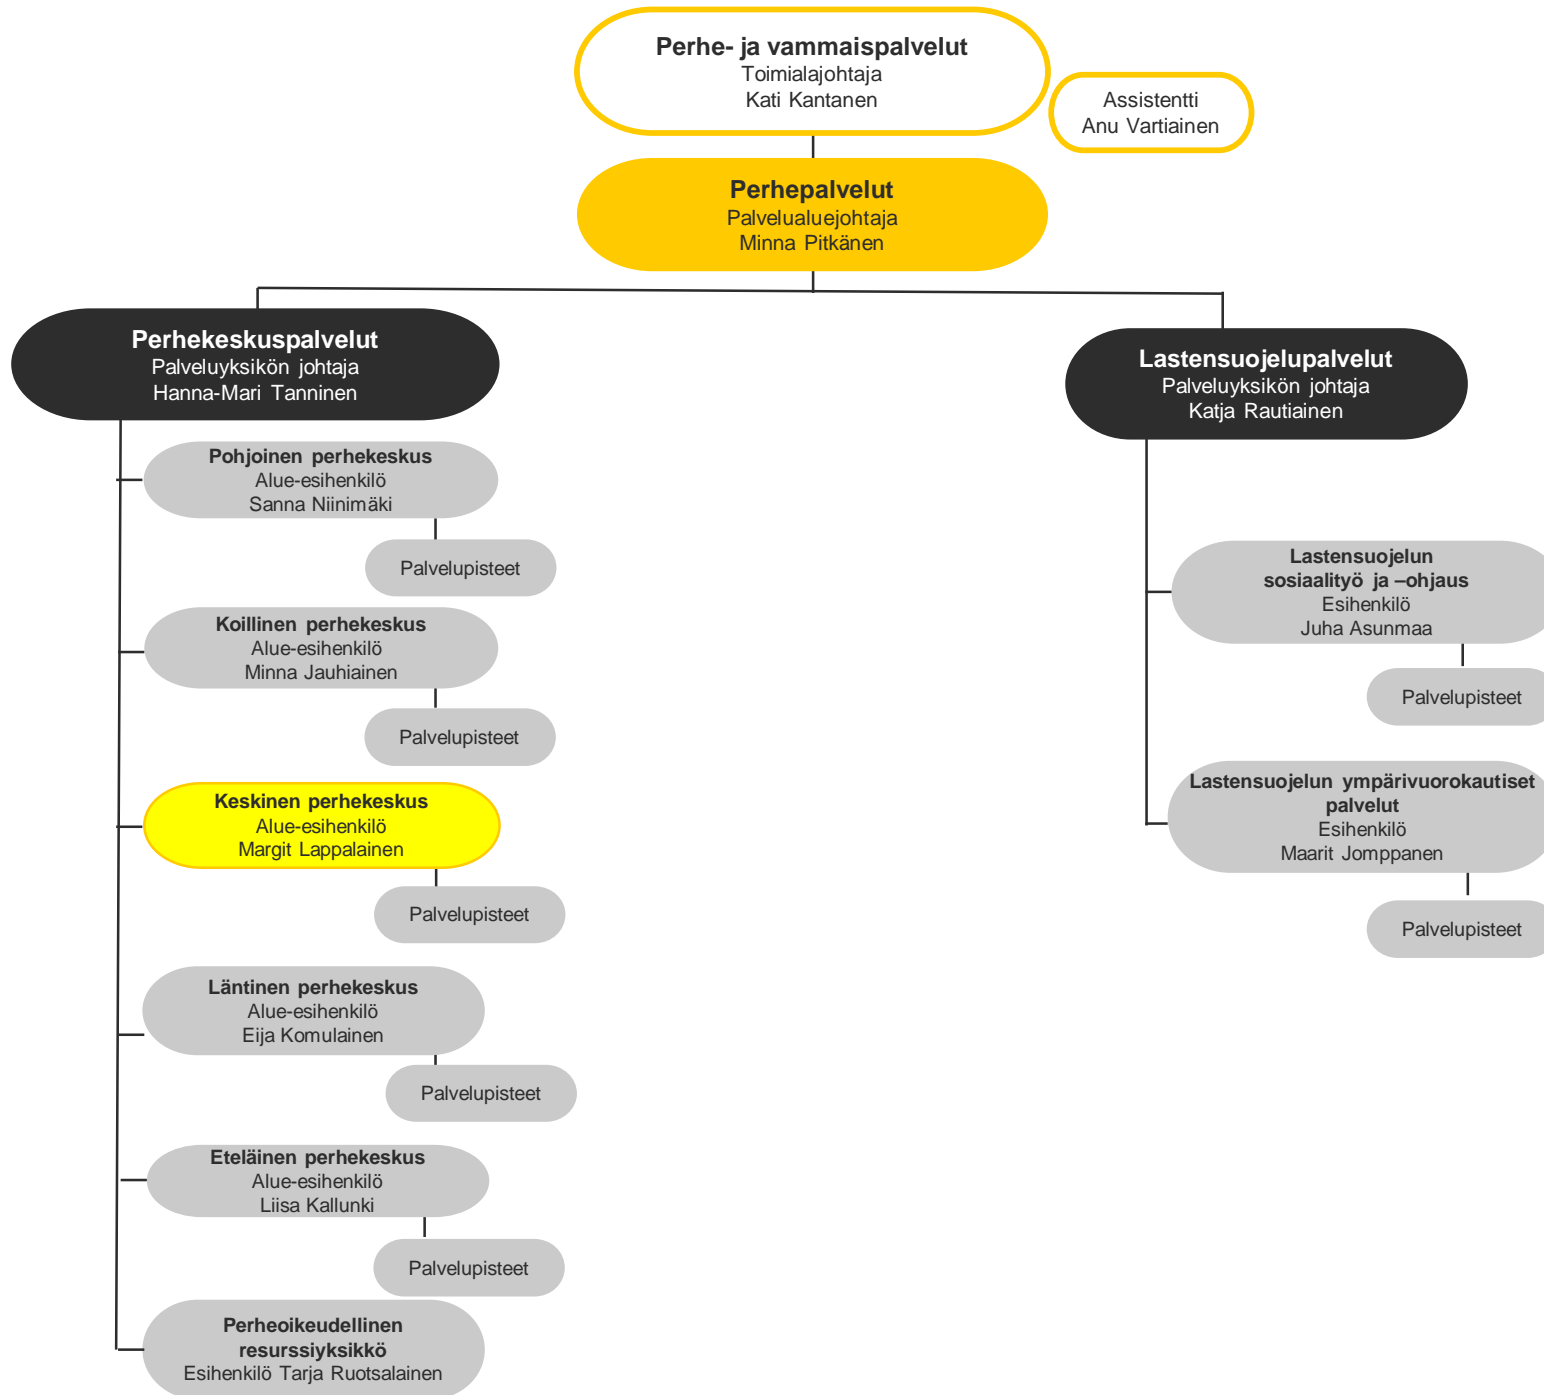 Perhe- ja vammaispalvelut
Toimialajohtaja
Kati Kantanen
Assistentti
Anu Vartiainen
Perhepalvelut
Palvelualuejohtaja
Minna Pitkänen
Perhekeskuspalvelut
Palveluyksikön johtaja
Hanna-Mari Tanninen
Pohjoinen perhekeskus
Alue-esihenkilö
Sanna Niinimäki
Palvelupisteet
Koillinen perhekeskus
Alue-esihenkilö
Minna Jauhiainen
Palvelupisteet
Keskinen perhekeskus
Alue-esihenkilö
Margit Lappalainen
Palvelupisteet
Läntinen perhekeskus
Alue-esihenkilö
Eija Komulainen
Palvelupisteet
Eteläinen perhekeskus
Alue-esihenkilö
Liisa Kallunki
Palvelupisteet
Perheoikeudellinen
resurssiyksikkö
Esihenkilö Tarja Ruotsalainen
Lastensuojelupalvelut
Palveluyksikön johtaja
Katja Rautiainen
Lastensuojelun
sosiaalityö ja –ohjaus
Esihenkilö
Juha Asunmaa
Palvelupisteet
Lastensuojelun ympärivuorokautiset
palvelut
Esihenkilö
Maarit Jomppanen
Palvelupisteet